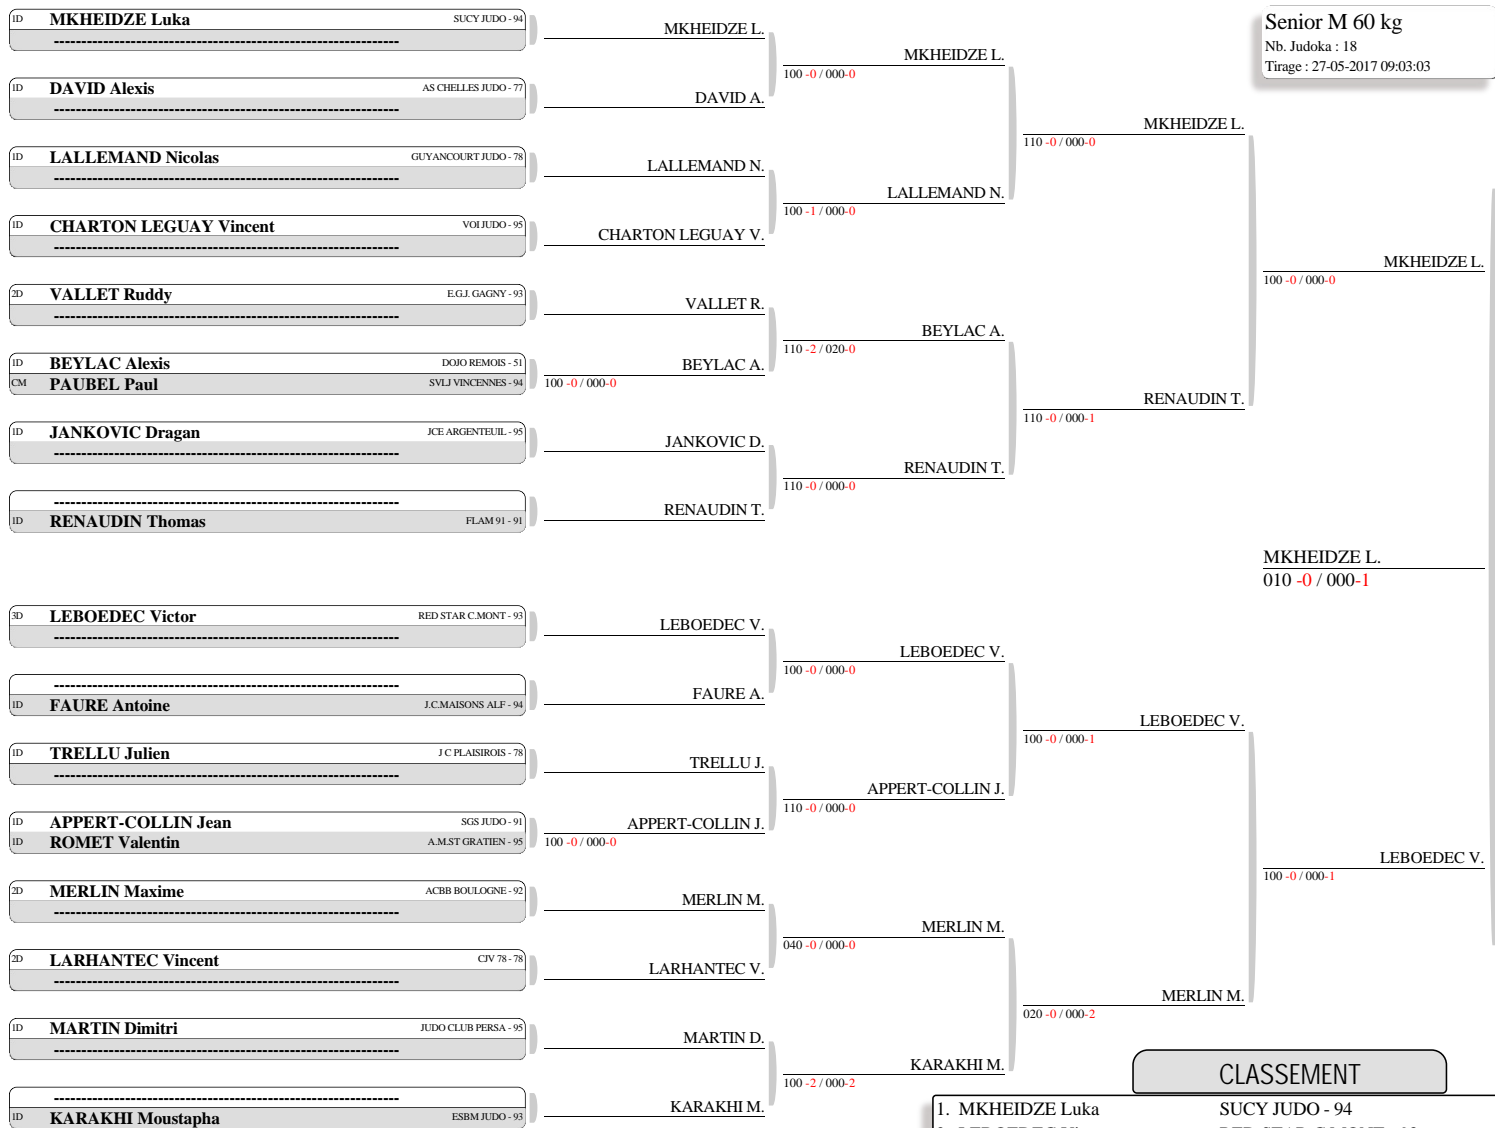 Senior M 60 kg
Nb. Judoka : 18
Tirage : 27-05-2017 09:03:03
1D MKHEIDZE Luka SUCY JUDO - 94
----------------------------------------------------------------
1D DAVID Alexis AS CHELLES JUDO - 77
----------------------------------------------------------------
1D LALLEMAND Nicolas GUYANCOURT JUDO - 78
----------------------------------------------------------------
1D CHARTON LEGUAY Vincent VOI JUDO - 95
----------------------------------------------------------------
2D VALLET Ruddy E.G.J. GAGNY - 93
----------------------------------------------------------------
1D BEYLAC Alexis DOJO REMOIS - 51
CM PAUBEL Paul SVLJ VINCENNES - 94
1D JANKOVIC Dragan JCE ARGENTEUIL - 95
----------------------------------------------------------------
----------------------------------------------------------------
1D RENAUDIN Thomas FLAM 91 - 91
3D LEBOEDEC Victor RED STAR C.MONT - 93
----------------------------------------------------------------
----------------------------------------------------------------
1D FAURE Antoine J.C.MAISONS ALF - 94
1D TRELLU Julien J C PLAISIROIS - 78
----------------------------------------------------------------
1D APPERT-COLLIN Jean SGS JUDO - 91
1D ROMET Valentin A.M.ST GRATIEN - 95
2D MERLIN Maxime ACBB BOULOGNE - 92
----------------------------------------------------------------
2D LARHANTEC Vincent CJV 78 - 78
----------------------------------------------------------------
1D MARTIN Dimitri JUDO CLUB PERSA - 95
----------------------------------------------------------------
----------------------------------------------------------------
1D KARAKHI Moustapha ESBM JUDO - 93
MKHEIDZE L.
DAVID A.
LALLEMAND N.
CHARTON LEGUAY V.
VALLET R.
BEYLAC A.
100 -0 / 000-0
JANKOVIC D.
RENAUDIN T.
LEBOEDEC V.
FAURE A.
TRELLU J.
APPERT-COLLIN J.
100 -0 / 000-0
MERLIN M.
LARHANTEC V.
MARTIN D.
KARAKHI M.
MKHEIDZE L.
100 -0 / 000-0
LALLEMAND N.
100 -1 / 000-0
BEYLAC A.
110 -2 / 020-0
RENAUDIN T.
110 -0 / 000-0
LEBOEDEC V.
100 -0 / 000-0
APPERT-COLLIN J.
110 -0 / 000-0
MERLIN M.
040 -0 / 000-0
KARAKHI M.
100 -2 / 000-2
MKHEIDZE L.
110 -0 / 000-0
RENAUDIN T.
110 -0 / 000-1
LEBOEDEC V.
100 -0 / 000-1
MERLIN M.
020 -0 / 000-2
MKHEIDZE L.
100 -0 / 000-0
MKHEIDZE L.
010 -0 / 000-1
LEBOEDEC V.
100 -0 / 000-1
CLASSEMENT
1. MKHEIDZE Luka SUCY JUDO - 94